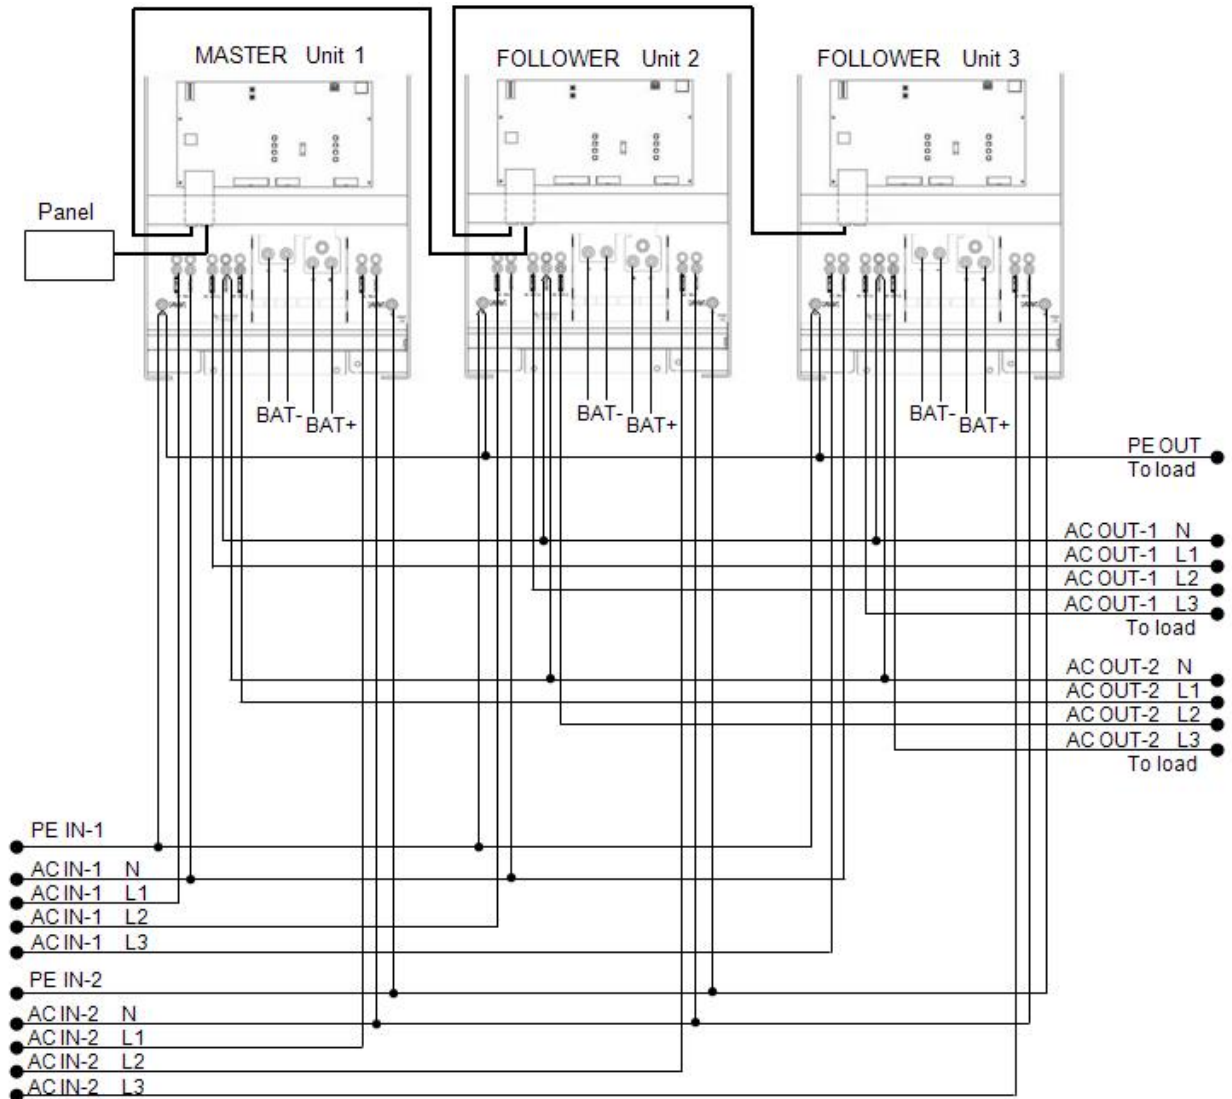 MASTER Unit 1
FOLLOWER Unit 2
FOLLOWER Unit 3
Panel
BAT-
BAT+
BAT-
BAT+
BAT-
BAT+
PE OUT
To load
AC OUT-1 N
AC OUT-1 L1
AC OUT-1 L2
AC OUT-1 L3
To load
AC OUT-2 N
AC OUT-2 L1
AC OUT-2 L2
AC OUT-2 L3
To load
PE IN-1
AC IN-1 N
AC IN-1 L1
AC IN-1 L2
AC IN-1 L3
PE IN-2
AC IN-2 N
AC IN-2 L1
AC IN-2 L2
AC IN-2 L3